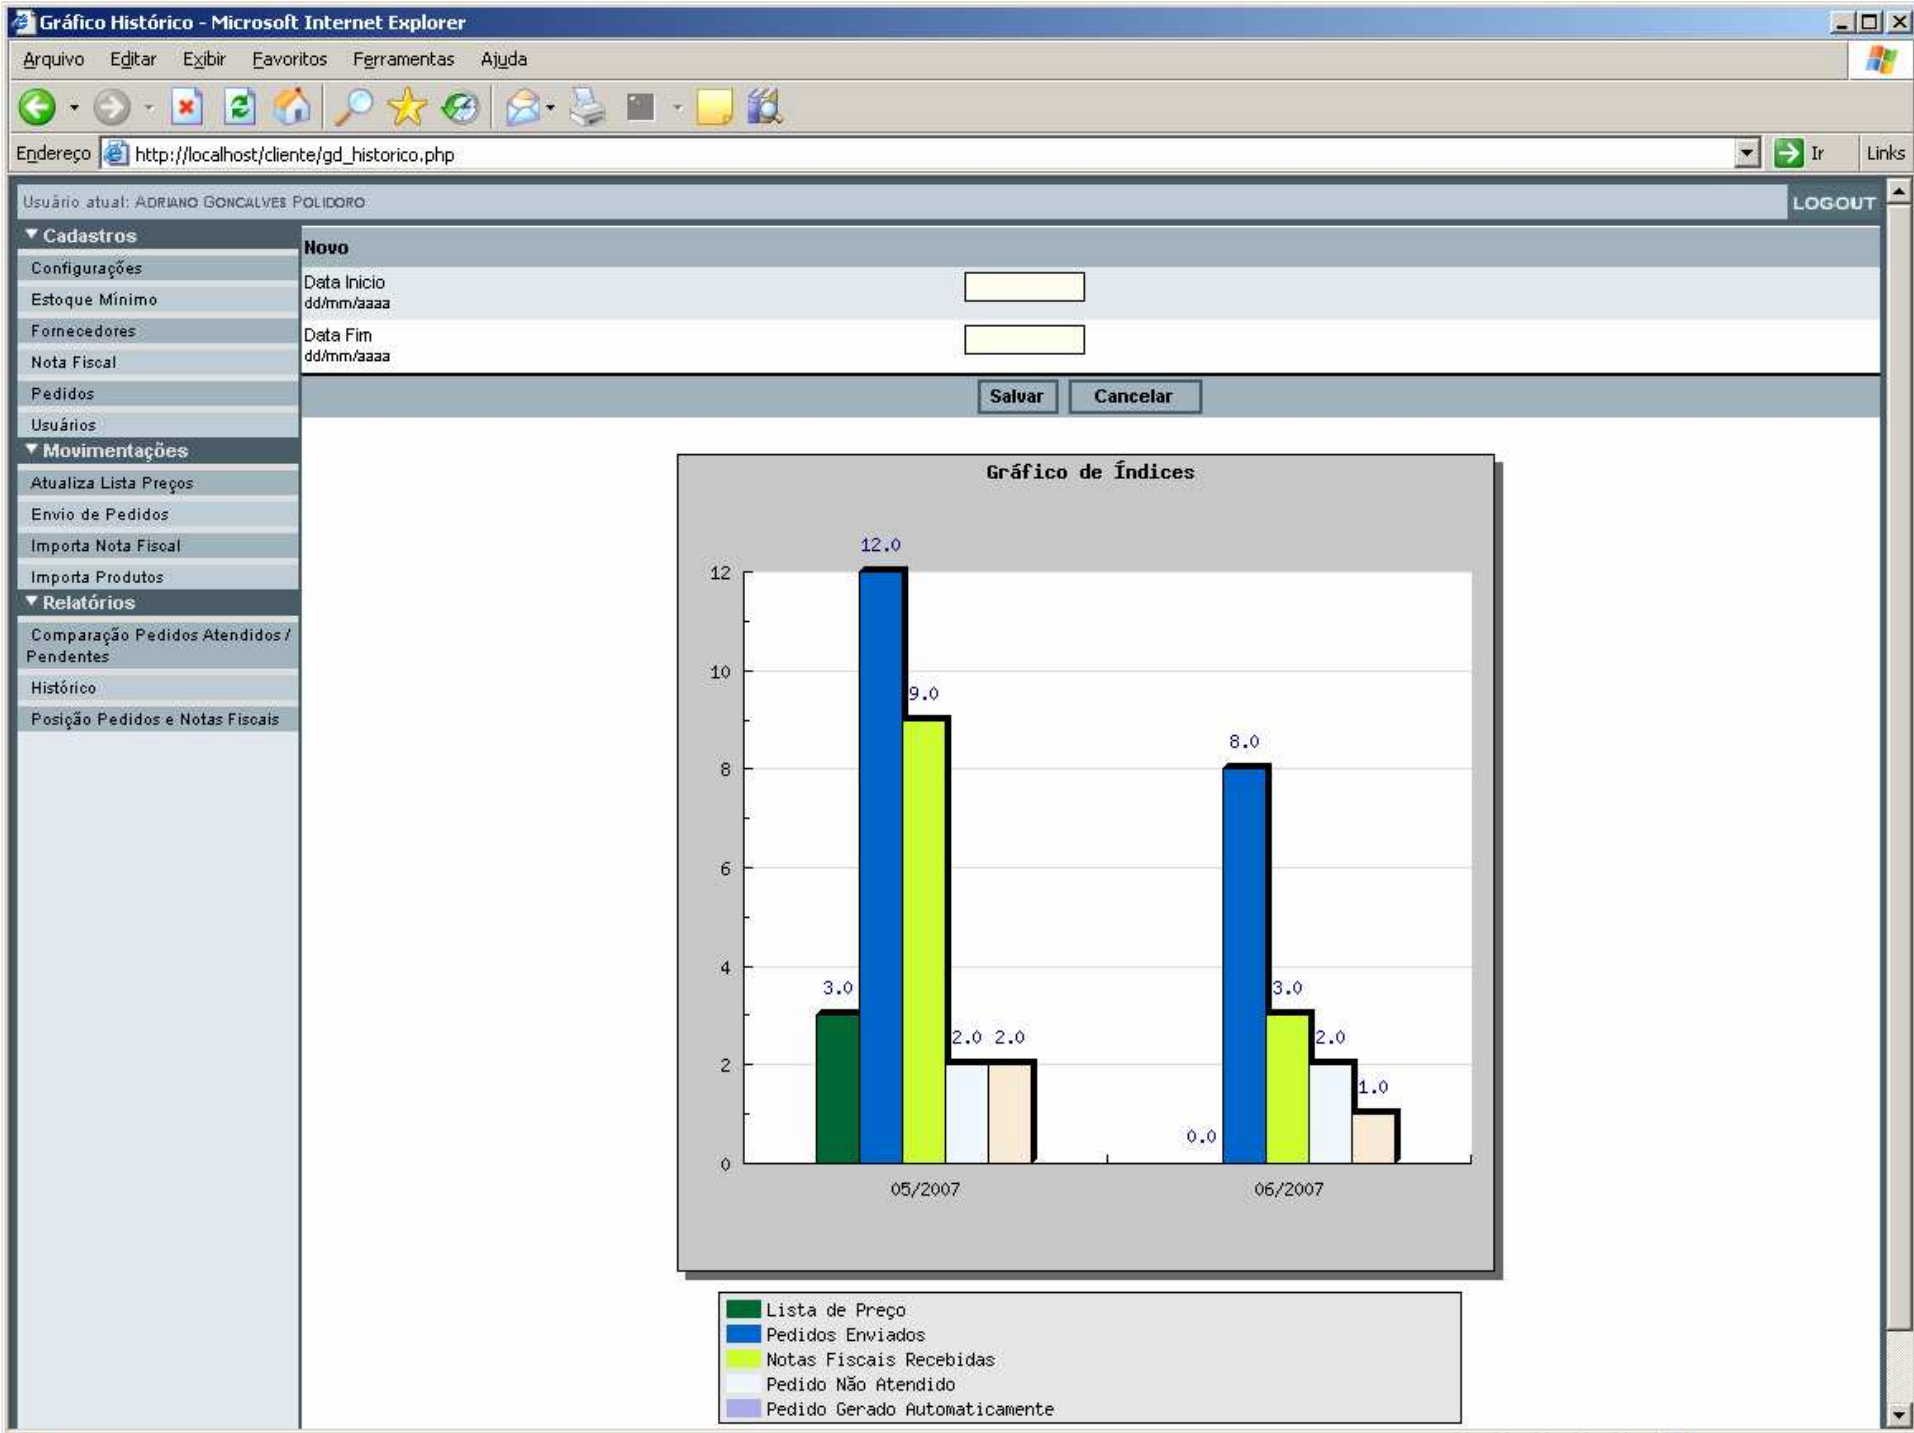 Gráfico Histórico - Microsoft Internet Explorer
Arquivo Editar Exibir Favoritos Ferramentas Ajuda
Endereço http://localhost/cliente/gd_historico.php Ir Links
Usuário atual: ADRIANO GONCALVES POLIDORO LOGOUT
Cadastros
Configurações
Estoque Mínimo
Fornecedores
Nota Fiscal
Pedidos
Usuários
Movimentações
Atualiza Lista Preços
Envio de Pedidos
Importa Nota Fiscal
Importa Produtos
Relatórios
Comparação Pedidos Atendidos /
Pendentes
Histórico
Posição Pedidos e Notas Fiscais
Novo
Data Inicio
dd/mm/aaaa
Data Fim
dd/mm/aaaa
Salvar Cancelar
Gráfico de Índices
12.0
12
10
9.0
8.0
8
6
4
3.0 3.0
2.0 2.0 2.0
2
1.0
0.0
0
05/2007 06/2007
Lista de Preço
Pedidos Enviados
Notas Fiscais Recebidas
Pedido Não Atendido
Pedido Gerado Automaticamente